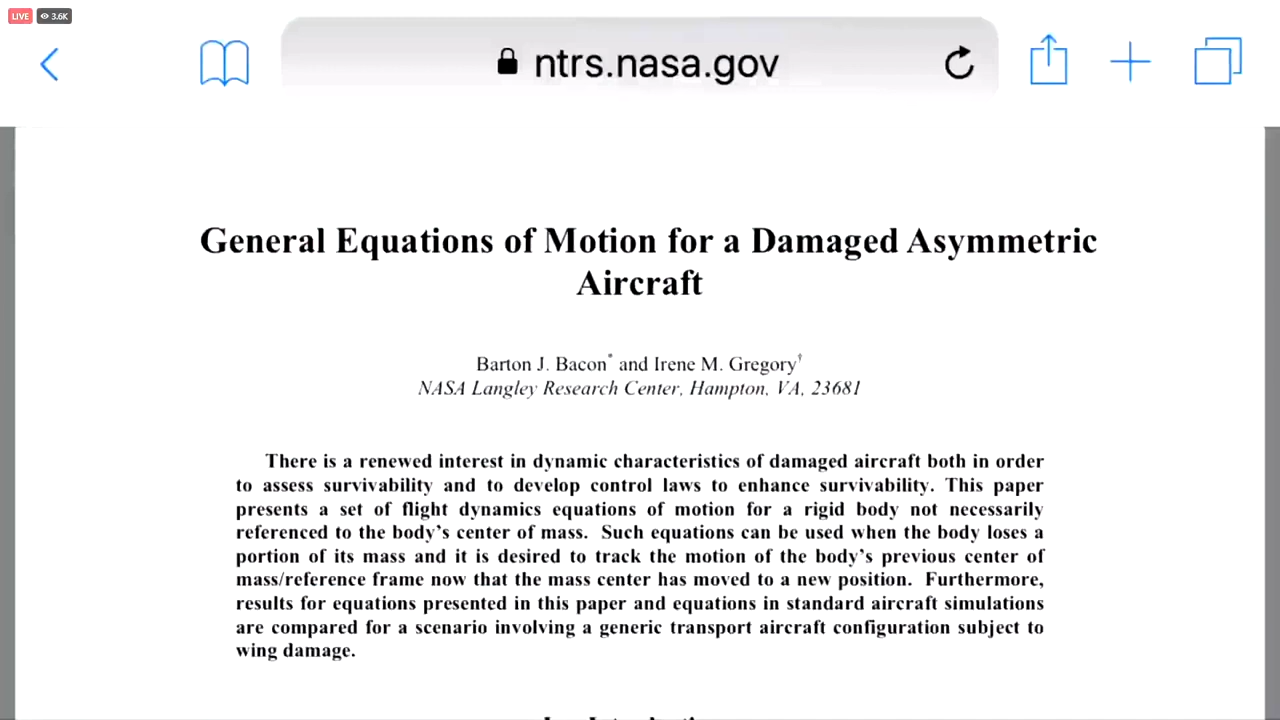 LIVE 3.6K
ntrs.nasa.gov
General Equations of Motion for a Damaged Asymmetric
Aircraft
Barton J. Bacon* and Irene M. Gregory†
NASA Langley Research Center, Hampton, VA, 23681
There is a renewed interest in dynamic characteristics of damaged aircraft both in order
to assess survivability and to develop control laws to enhance survivability. This paper
presents a set of flight dynamics equations of motion for a rigid body not necessarily
referenced to the body's center of mass. Such equations can be used when the body loses a
portion of its mass and it is desired to track the motion of the body's previous center of
mass/reference frame now that the mass center has moved to a new position. Furthermore,
results for equations presented in this paper and equations in standard aircraft simulations
are compared for a scenario involving a generic transport aircraft configuration subject to
wing damage.